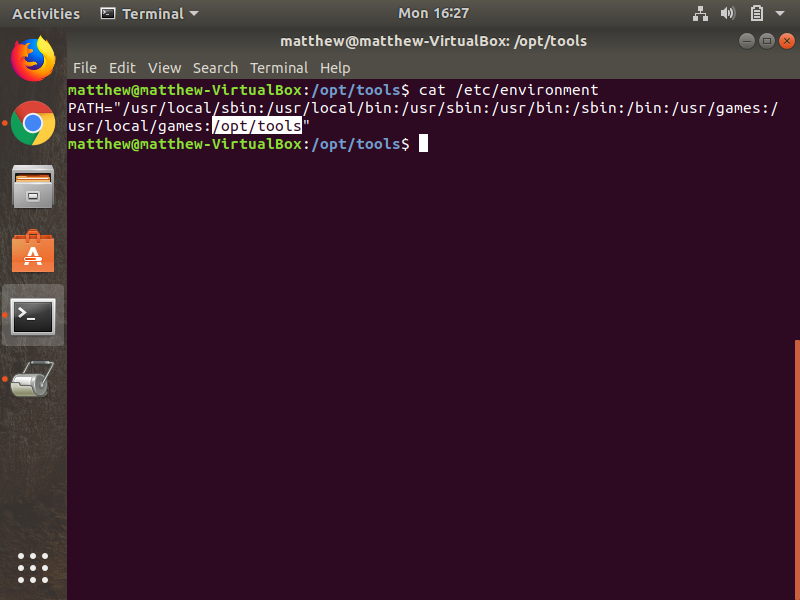 Activities Terminal Mon 16:27
matthew@matthew-VirtualBox: /opt/tools
File Edit View Search Terminal Help
matthew@matthew-VirtualBox:/opt/tools$ cat /etc/environment
PATH="/usr/local/sbin:/usr/local/bin:/usr/sbin:/usr/bin:/sbin:/bin:/usr/games:/
usr/local/games:/opt/tools"
matthew@matthew-VirtualBox:/opt/tools$